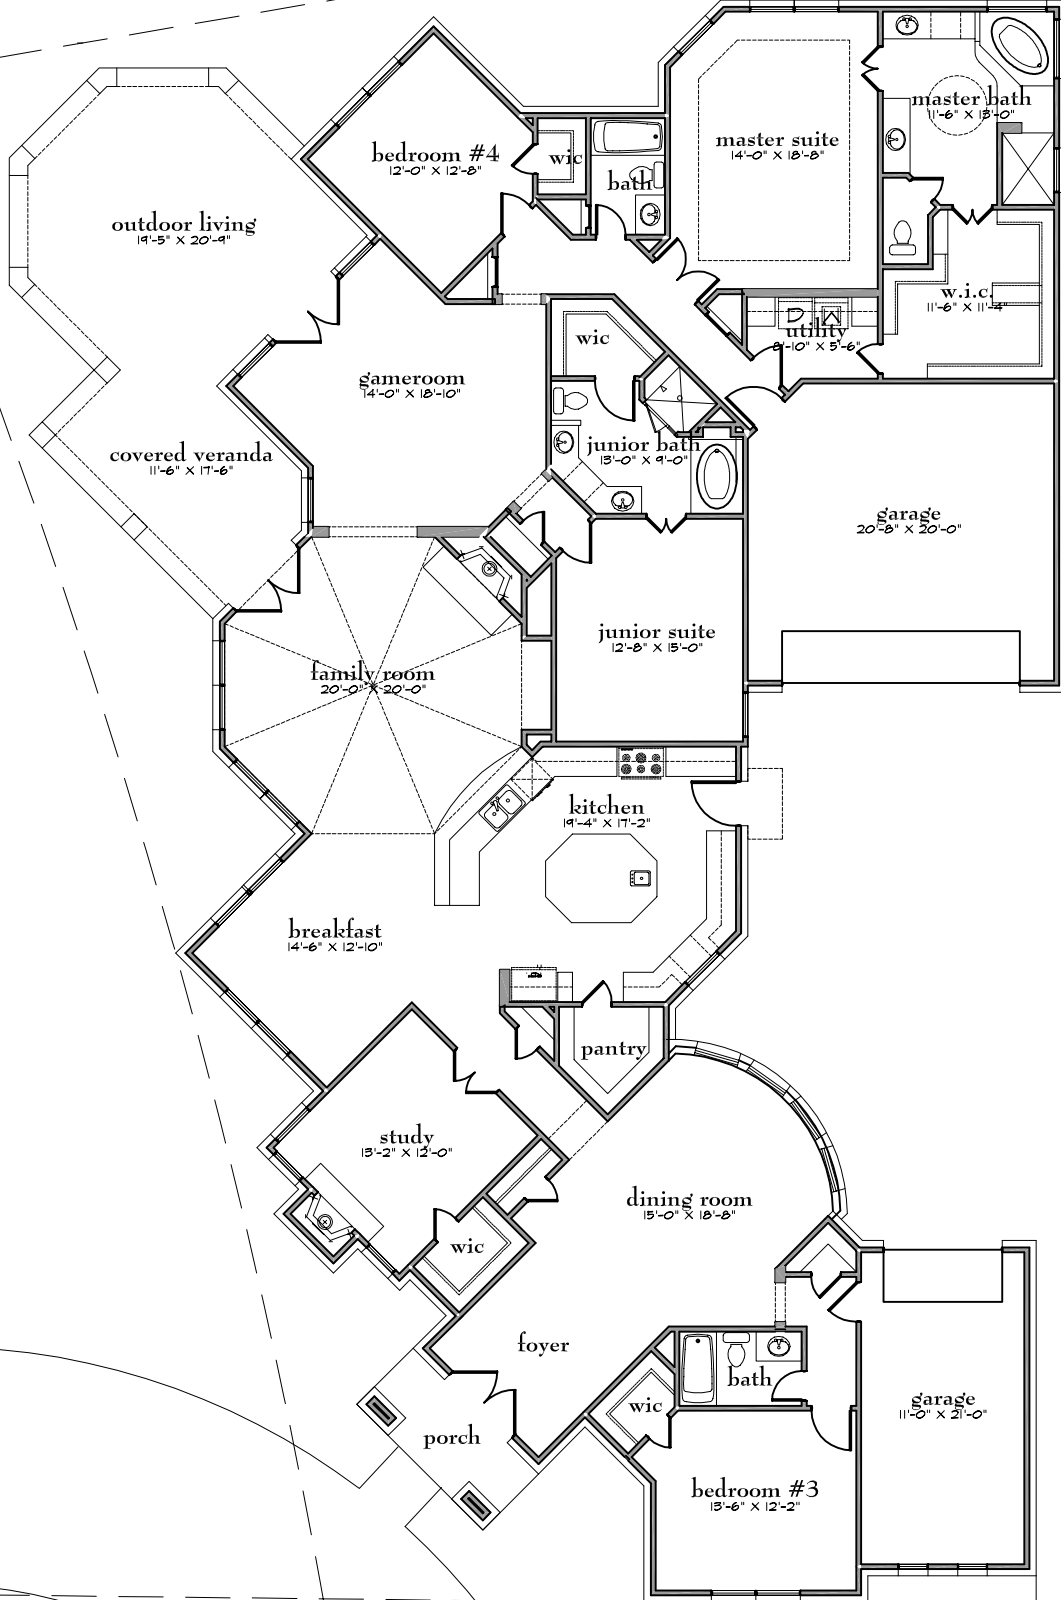 master bath
11'-6" X 13'-0"
master suite
14'-0" X 18'-8"
bedroom #4
12'-0" X 12'-8"
wic
bath
outdoor living
19'-5" X 20'-9"
w.i.c.
11'-6" X 11'-4"
D
W
utility
8'-10" X 5'-6"
wic
gameroom
14'-0" X 18'-10"
junior bath
13'-0" X 9'-0"
covered veranda
11'-6" X 17'-6"
garage
20'-8" X 20'-0"
junior suite
12'-8" X 15'-0"
family room
20'-0" X 20'-0"
kitchen
19'-4" X 17'-2"
breakfast
14'-6" X 12'-10"
pantry
study
13'-2" X 12'-0"
dining room
15'-0" X 18'-8"
wic
foyer
bath
wic
garage
11'-0" X 21'-0"
porch
bedroom #3
13'-6" X 12'-2"